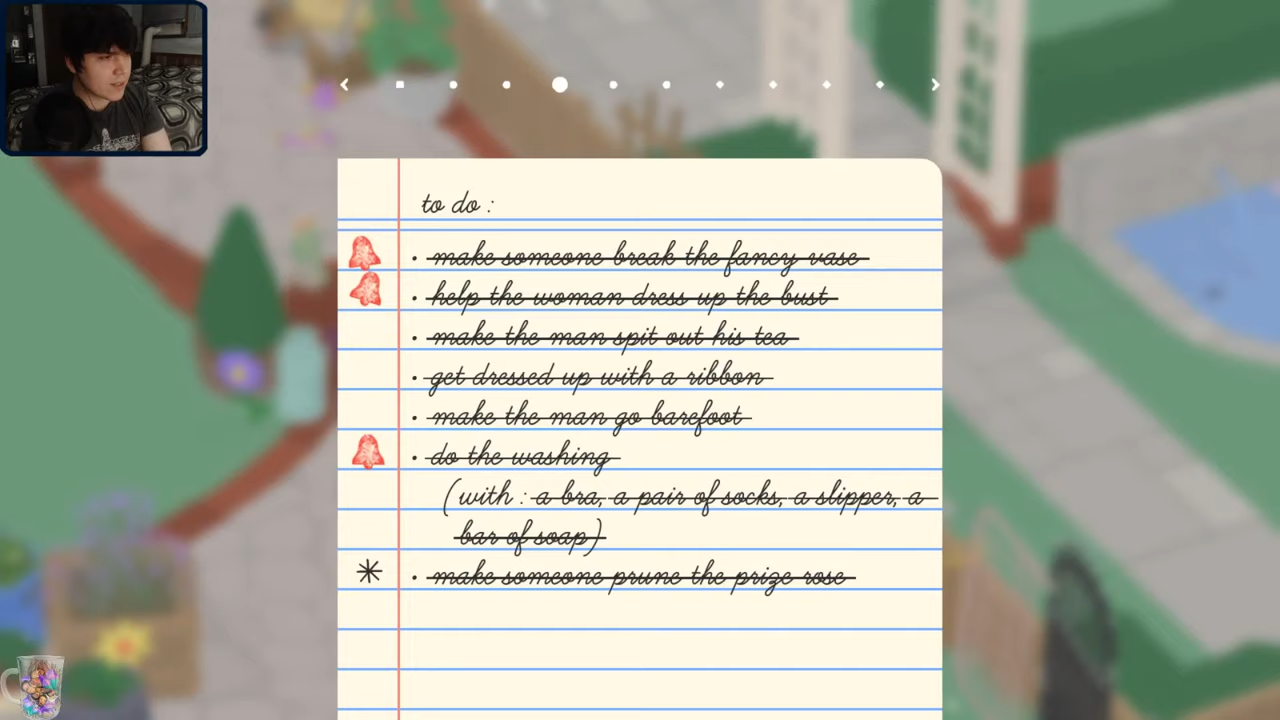 to do :
• make someone break the fancy vase
• help the woman dress up the bust
• make the man spit out his tea
• get dressed up with a ribbon
• make the man go barefoot
• do the washing
(with : a bra, a pair of socks, a slipper, a
bar of soap)
• make someone prune the prize rose